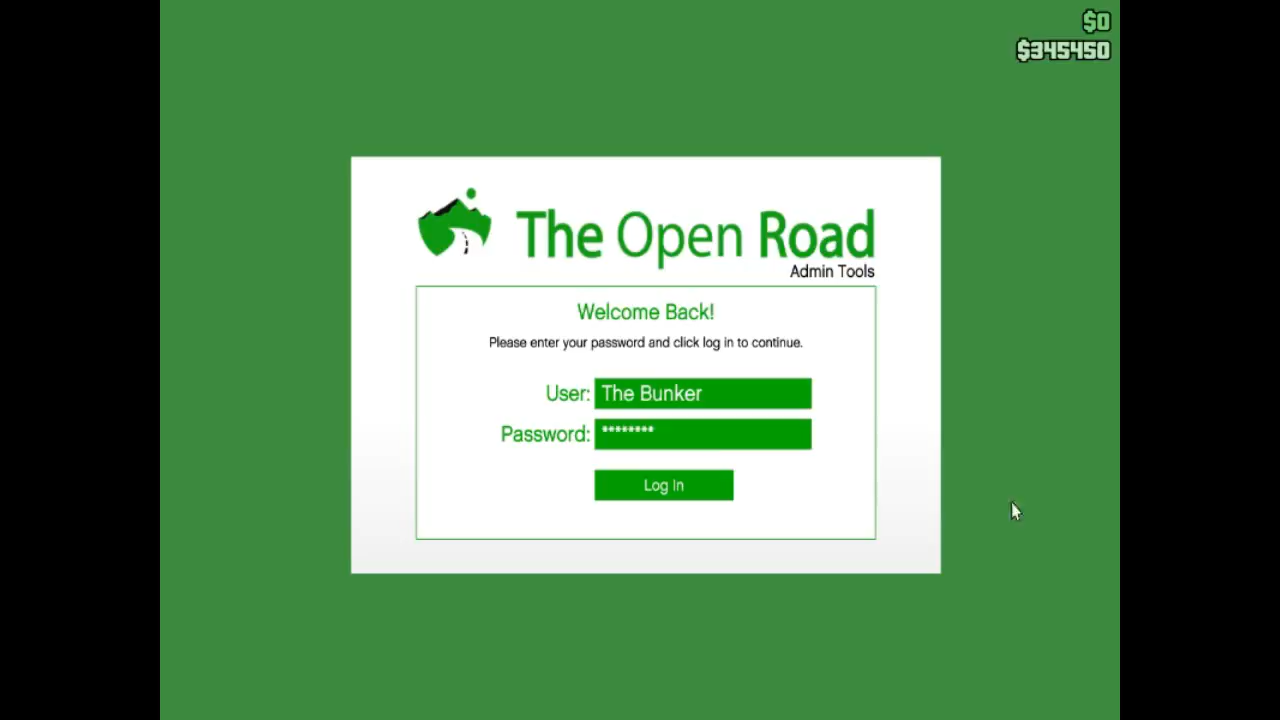 $0
$345450
The Open Road
Admin Tools
Welcome Back!
Please enter your password and click log in to continue.
User: The Bunker
Password: ********
Log In